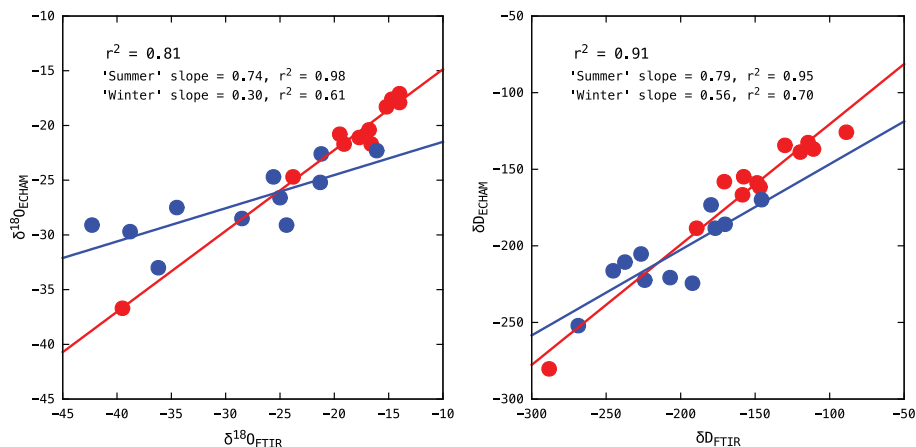 −10
−15
−20
−25
−30
−35
−40
−45
δ¹⁸O_ECHAM
r² = 0.81
'Summer' slope = 0.74, r² = 0.98
'Winter' slope = 0.30, r² = 0.61
−45 −40 −35 −30 −25 −20 −15 −10
δ¹⁸O_FTIR
−50
−100
−150
−200
−250
−300
δD_ECHAM
r² = 0.91
'Summer' slope = 0.79, r² = 0.95
'Winter' slope = 0.56, r² = 0.70
−300 −250 −200 −150 −100 −50
δD_FTIR